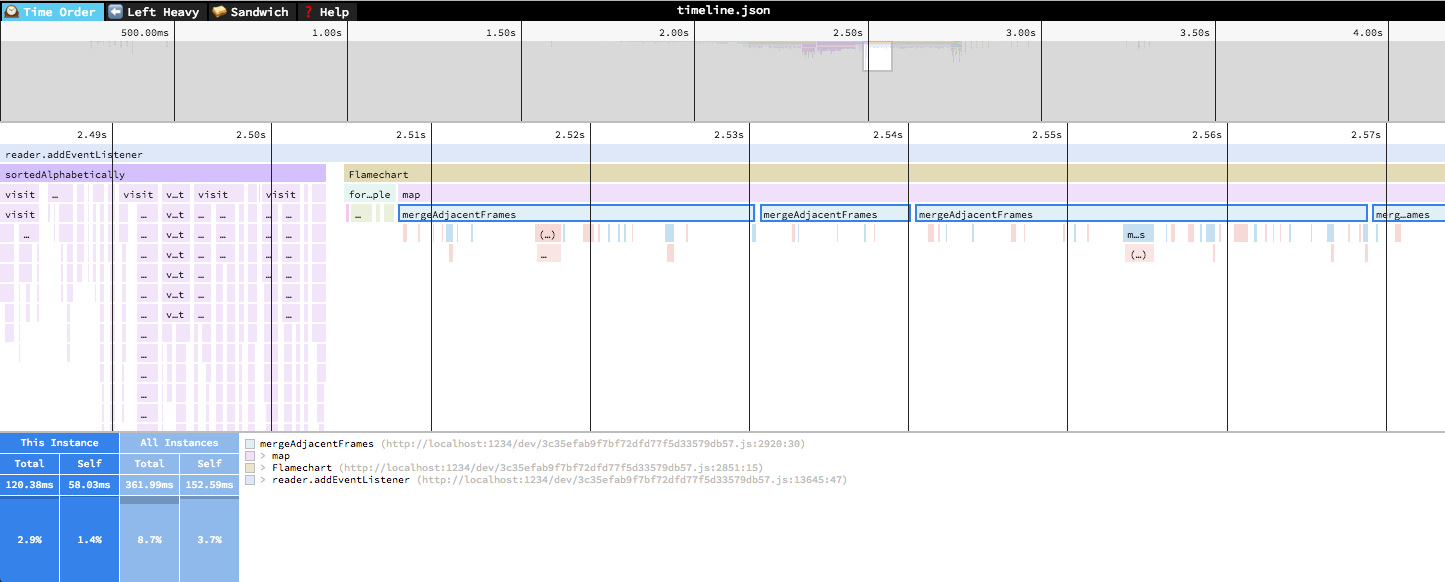 Time Order Left Heavy Sandwich Help timeline.json
500.00ms 1.00s 1.50s 2.00s 2.50s 3.00s 3.50s 4.00s
2.49s 2.50s 2.51s 2.52s 2.53s 2.54s 2.55s 2.56s 2.57s
reader.addEventListener
sortedAlphabetically Flamechart
visit … visit v…t visit visit for…ple map
visit … v…t … … … … … mergeAdjacentFrames mergeAdjacentFrames mergeAdjacentFrames merg…ames
… … v…t … … … … (…) m…s
… v…t … … … … … (…)
… v…t … … …
… v…t … …
… v…t … …
…
…
…
…
…
This Instance All Instances mergeAdjacentFrames (http://localhost:1234/dev/3c35efab9f7bf72dfd77f5d33579db57.js:2920:30)
> map
Total Self Total Self > Flamechart (http://localhost:1234/dev/3c35efab9f7bf72dfd77f5d33579db57.js:2851:15)
120.38ms 58.03ms 361.99ms 152.59ms > reader.addEventListener (http://localhost:1234/dev/3c35efab9f7bf72dfd77f5d33579db57.js:13645:47)
2.9% 1.4% 8.7% 3.7%